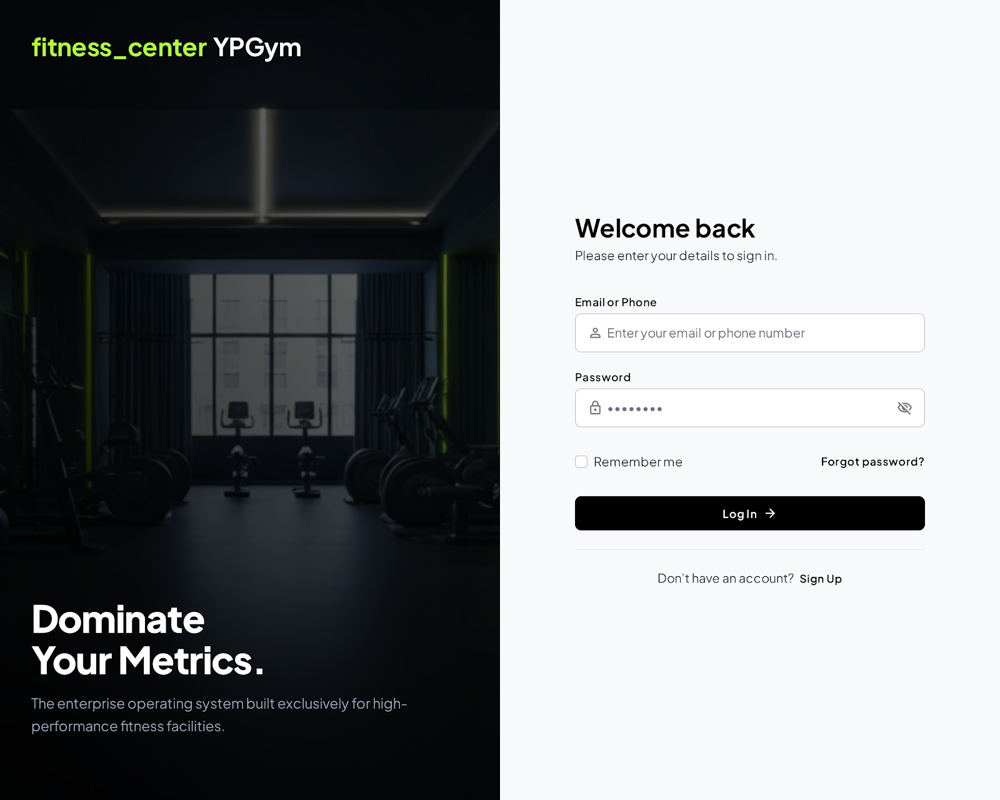 fitness_center YPGym
Dominate
Your Metrics.
The enterprise operating system built exclusively for high-
performance fitness facilities.
Welcome back
Please enter your details to sign in.
Email or Phone
Enter your email or phone number
Password
••••••••
Remember me
Forgot password?
Log In →
Don't have an account? Sign Up